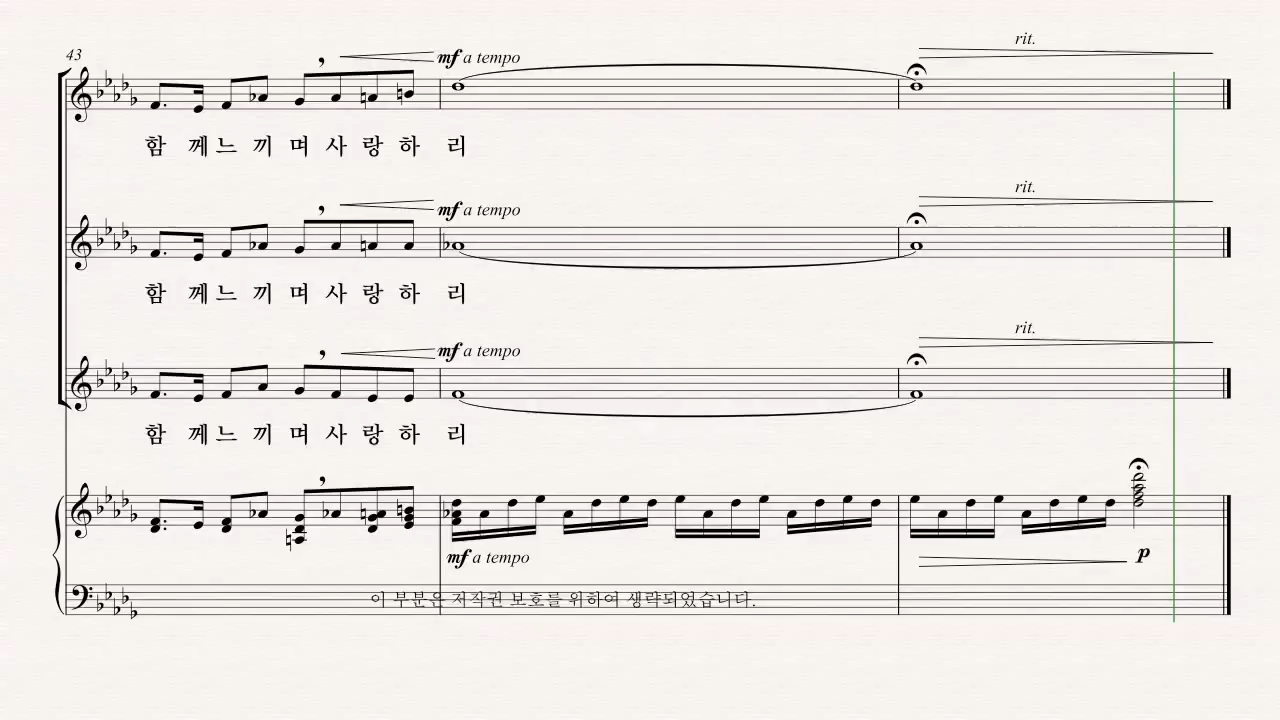 43
mf a tempo
rit.
함 께 느 끼 며 사 랑 하 리
mf a tempo
rit.
함 께 느 끼 며 사 랑 하 리
mf a tempo
rit.
함 께 느 끼 며 사 랑 하 리
mf a tempo
p
이 부분은 저작권 보호를 위하여 생략되었습니다.